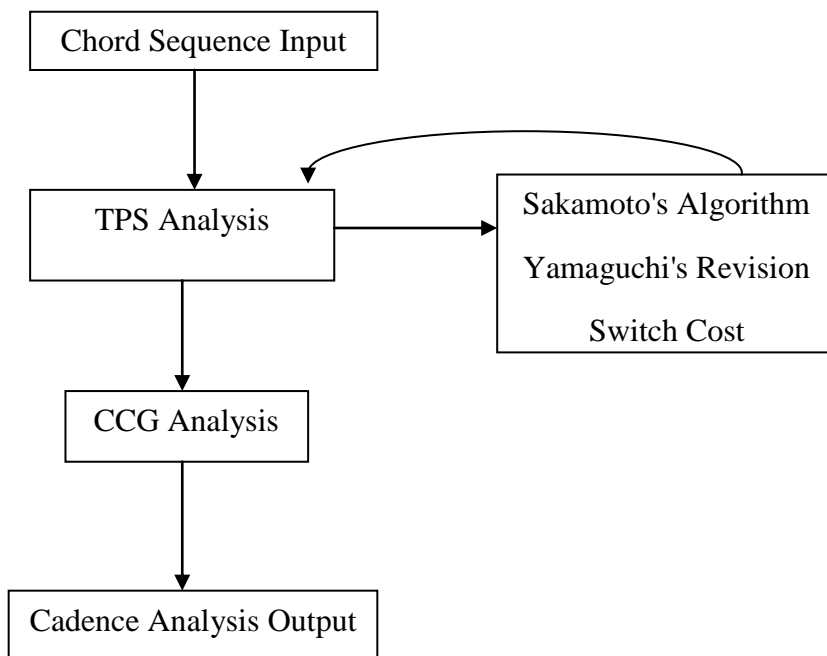 Chord Sequence Input
TPS Analysis
Sakamoto's Algorithm
Yamaguchi's Revision
Switch Cost
CCG Analysis
Cadence Analysis Output